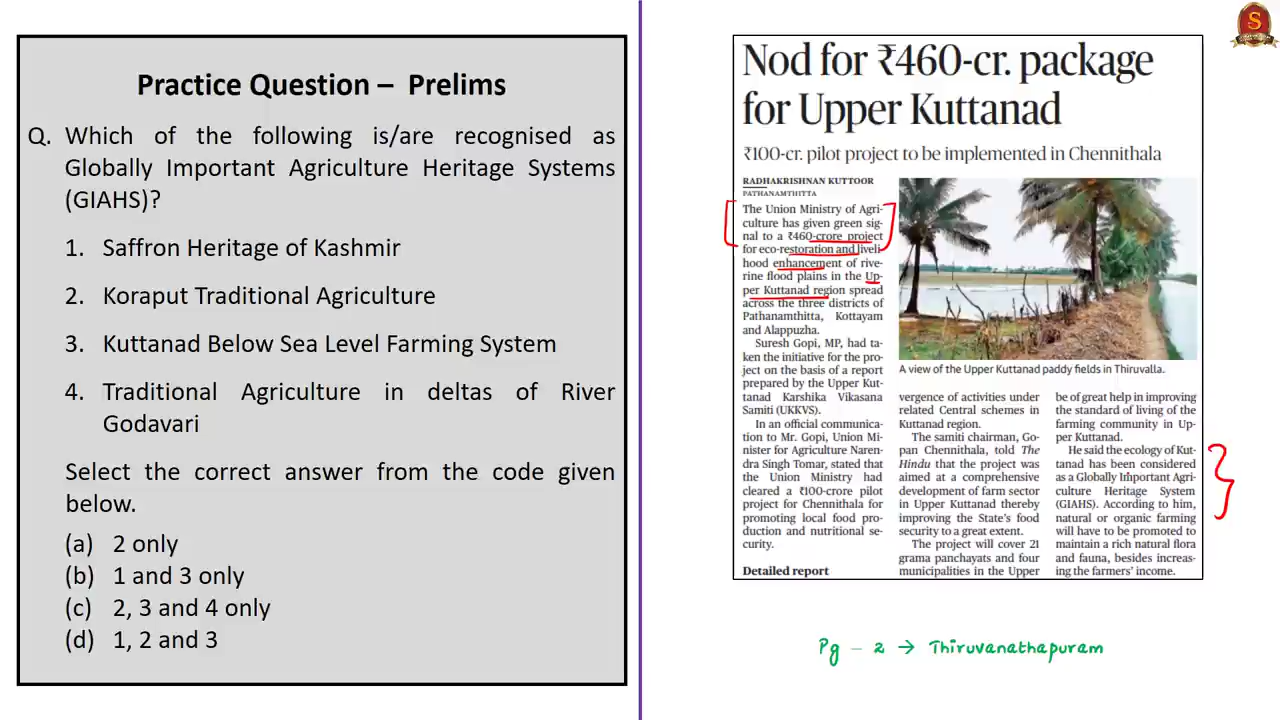 Practice Question – Prelims
Q. Which of the following is/are recognised as
Globally Important Agriculture Heritage Systems
(GIAHS)?
1. Saffron Heritage of Kashmir
2. Koraput Traditional Agriculture
3. Kuttanad Below Sea Level Farming System
4. Traditional Agriculture in deltas of River
Godavari
Select the correct answer from the code given
below.
(a) 2 only
(b) 1 and 3 only
(c) 2, 3 and 4 only
(d) 1, 2 and 3
Nod for ₹460-cr. package
for Upper Kuttanad
₹100-cr. pilot project to be implemented in Chennithala
RADHAKRISHNAN KUTTOOR
PATHANAMTHITTA
The Union Ministry of Agri-
culture has given green sig-
nal to a ₹460-crore project
for eco-restoration and liveli-
hood enhancement of rive-
rine flood plains in the Up-
per Kuttanad region spread
across the three districts of
Pathanamthitta, Kottayam
and Alappuzha.
Suresh Gopi, MP, had ta-
ken the initiative for the pro-
ject on the basis of a report
prepared by the Upper Kut-
tanad Karshika Vikasana
Samiti (UKKVS).
In an official communica-
tion to Mr. Gopi, Union Mi-
nister for Agriculture Naren-
dra Singh Tomar, stated that
the Union Ministry had
cleared a ₹100-crore pilot
project for Chennithala for
promoting local food pro-
duction and nutritional se-
curity.
Detailed report
A view of the Upper Kuttanad paddy fields in Thiruvalla.
vergence of activities under
related Central schemes in
Kuttanad region.
The samiti chairman, Go-
pan Chennithala, told The
Hindu that the project was
aimed at a comprehensive
development of farm sector
in Upper Kuttanad thereby
improving the State's food
security to a great extent.
The project will cover 21
grama panchayats and four
municipalities in the Upper
be of great help in improving
the standard of living of the
farming community in Up-
per Kuttanad.
He said the ecology of Kut-
tanad has been considered
as a Globally Important Agri-
culture Heritage System
(GIAHS). According to him,
natural or organic farming
will have to be promoted to
maintain a rich natural flora
and fauna, besides increas-
ing the farmers' income.
Pg – 2 → Thiruvanathapuram
S